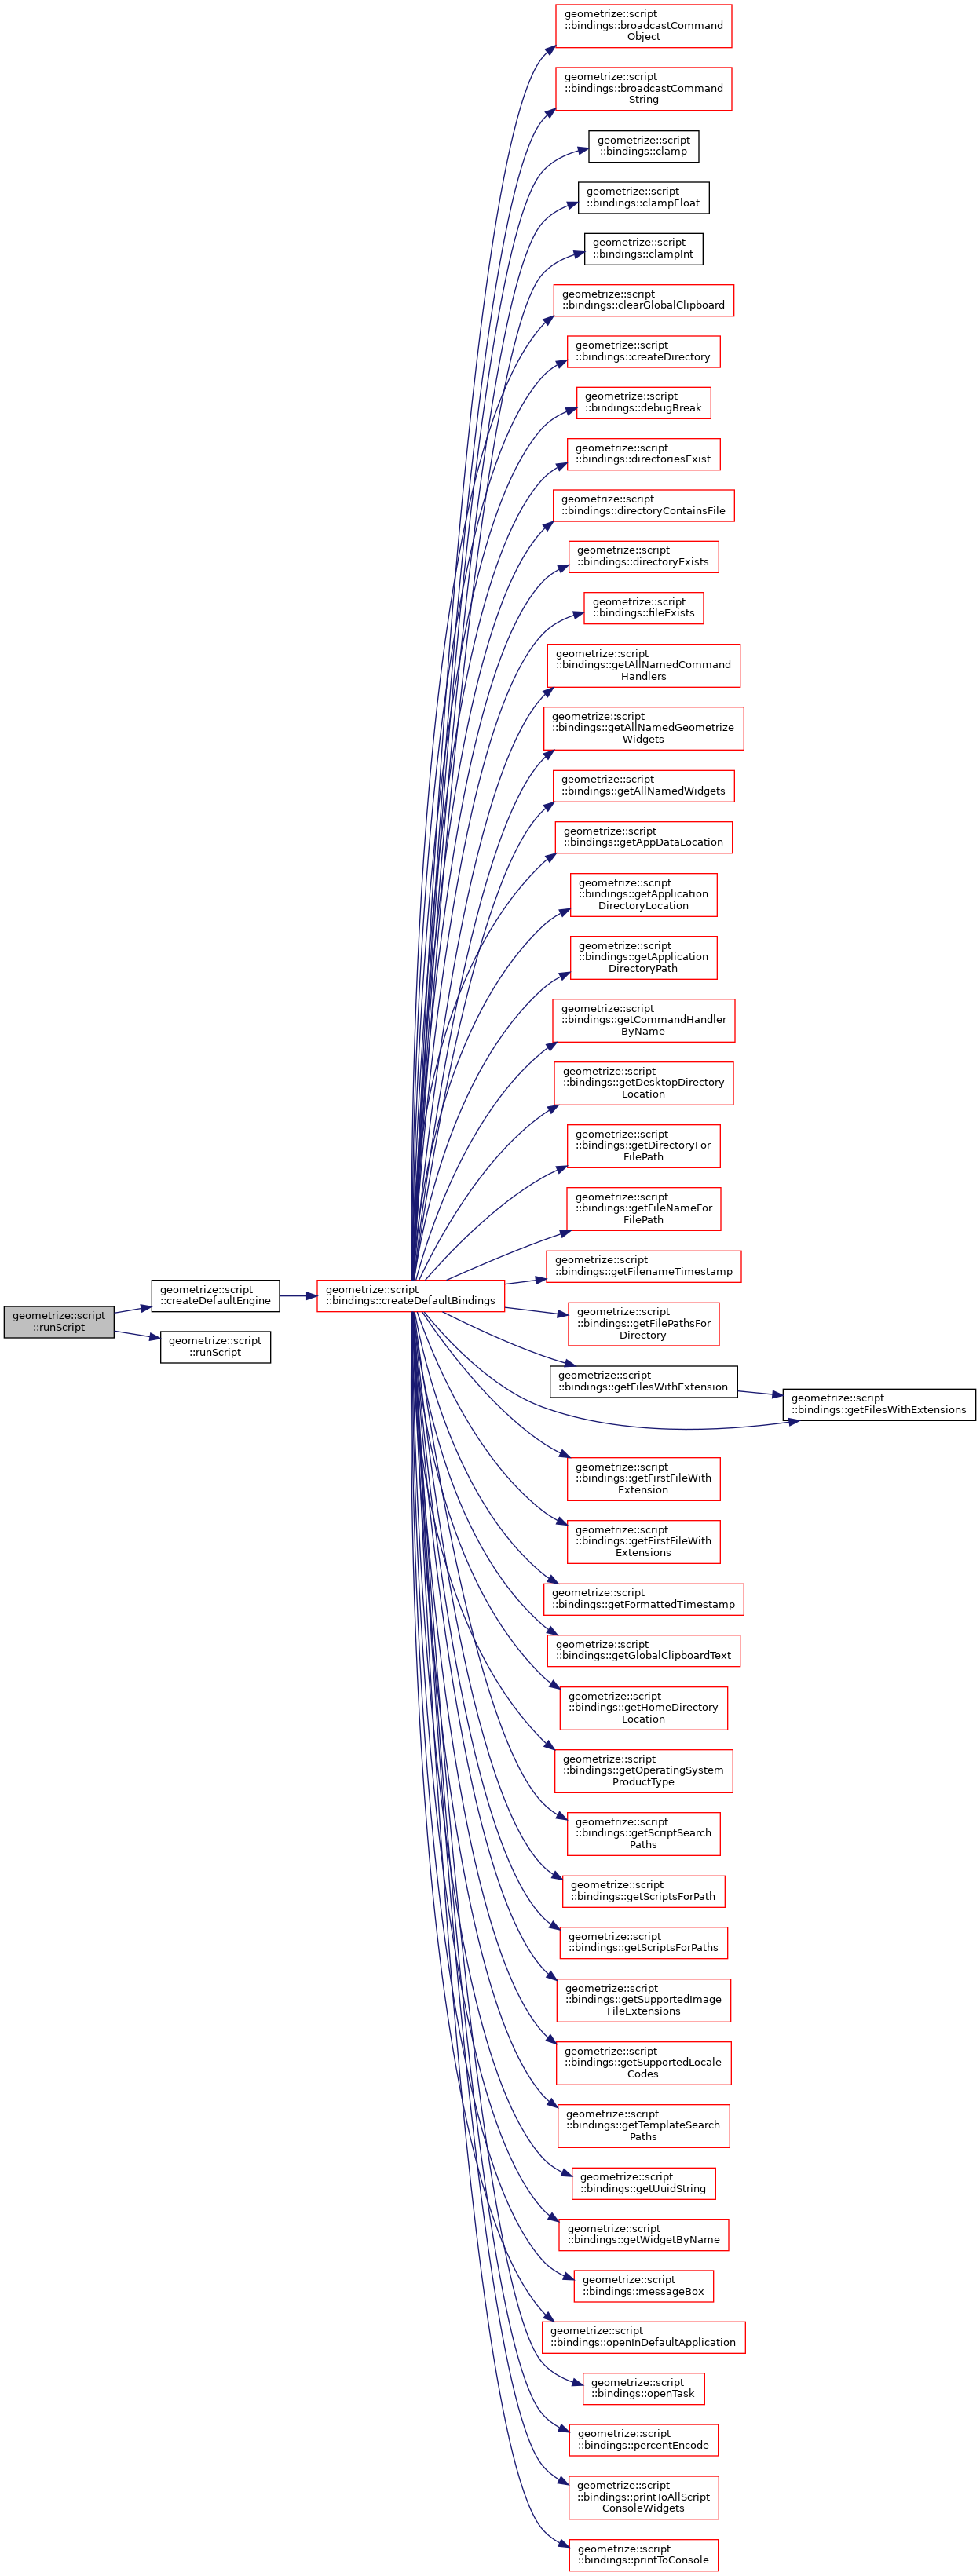 geometrize::script
::runScript
geometrize::script
::createDefaultEngine
geometrize::script
::runScript
geometrize::script
::bindings::createDefaultBindings
geometrize::script
::bindings::broadcastCommand
Object
geometrize::script
::bindings::broadcastCommand
String
geometrize::script
::bindings::clamp
geometrize::script
::bindings::clampFloat
geometrize::script
::bindings::clampInt
geometrize::script
::bindings::clearGlobalClipboard
geometrize::script
::bindings::createDirectory
geometrize::script
::bindings::debugBreak
geometrize::script
::bindings::directoriesExist
geometrize::script
::bindings::directoryContainsFile
geometrize::script
::bindings::directoryExists
geometrize::script
::bindings::fileExists
geometrize::script
::bindings::getAllNamedCommand
Handlers
geometrize::script
::bindings::getAllNamedGeometrize
Widgets
geometrize::script
::bindings::getAllNamedWidgets
geometrize::script
::bindings::getAppDataLocation
geometrize::script
::bindings::getApplication
DirectoryLocation
geometrize::script
::bindings::getApplication
DirectoryPath
geometrize::script
::bindings::getCommandHandler
ByName
geometrize::script
::bindings::getDesktopDirectory
Location
geometrize::script
::bindings::getDirectoryFor
FilePath
geometrize::script
::bindings::getFileNameFor
FilePath
geometrize::script
::bindings::getFilenameTimestamp
geometrize::script
::bindings::getFilePathsFor
Directory
geometrize::script
::bindings::getFilesWithExtension
geometrize::script
::bindings::getFilesWithExtensions
geometrize::script
::bindings::getFirstFileWith
Extension
geometrize::script
::bindings::getFirstFileWith
Extensions
geometrize::script
::bindings::getFormattedTimestamp
geometrize::script
::bindings::getGlobalClipboardText
geometrize::script
::bindings::getHomeDirectory
Location
geometrize::script
::bindings::getOperatingSystem
ProductType
geometrize::script
::bindings::getScriptSearch
Paths
geometrize::script
::bindings::getScriptsForPath
geometrize::script
::bindings::getScriptsForPaths
geometrize::script
::bindings::getSupportedImage
FileExtensions
geometrize::script
::bindings::getSupportedLocale
Codes
geometrize::script
::bindings::getTemplateSearch
Paths
geometrize::script
::bindings::getUuidString
geometrize::script
::bindings::getWidgetByName
geometrize::script
::bindings::messageBox
geometrize::script
::bindings::openInDefaultApplication
geometrize::script
::bindings::openTask
geometrize::script
::bindings::percentEncode
geometrize::script
::bindings::printToAllScript
ConsoleWidgets
geometrize::script
::bindings::printToConsole